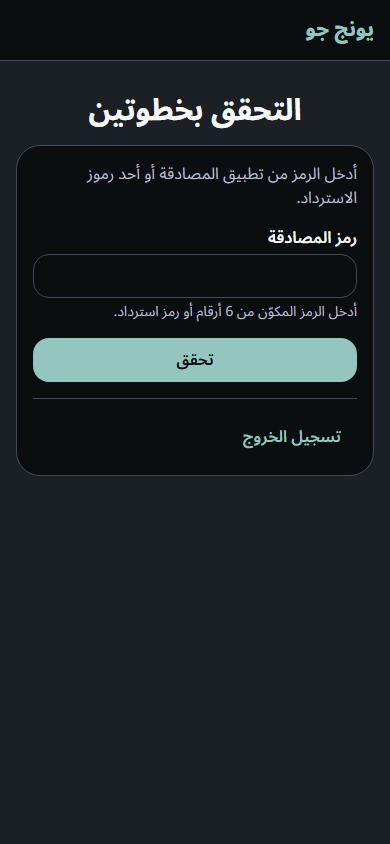 يونج جو
التحقق بخطوتين
أدخل الرمز من تطبيق المصادقة أو أحد رموز
الاسترداد.
رمز المصادقة
أدخل الرمز المكوّن من 6 أرقام أو رمز استرداد.
تحقق
تسجيل الخروج